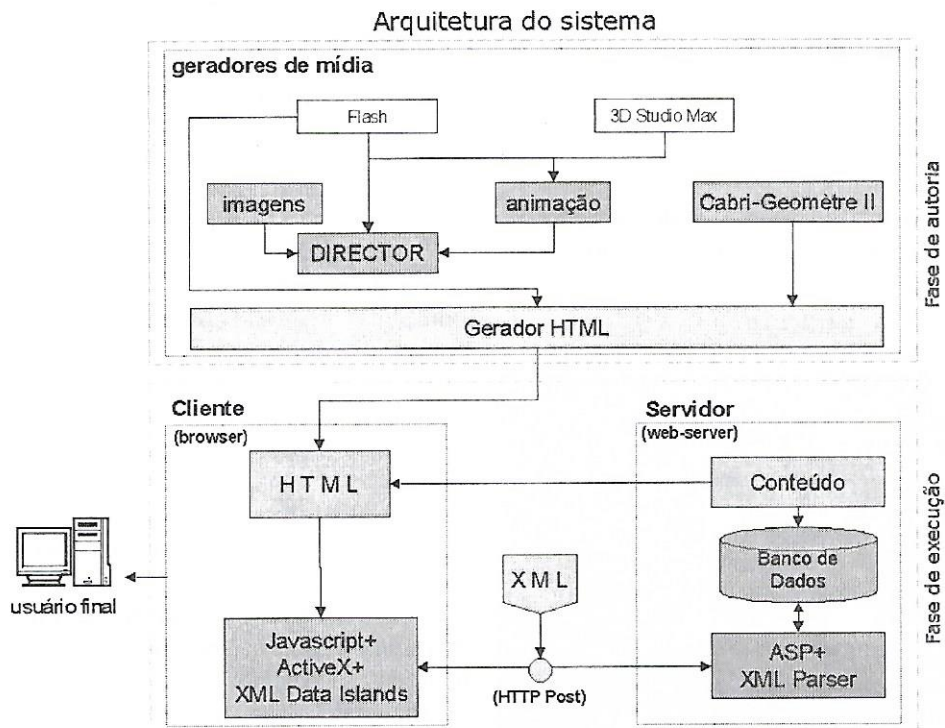 Arquitetura do sistema
geradores de mídia
Flash
3D Studio Max
imagens
animação
Cabri-Geomètre II
DIRECTOR
Gerador HTML
Fase de autoria
Cliente
(browser)
Servidor
(web-server)
H T M L
Conteúdo
Banco de
Dados
X M L
usuário final
Javascript+
ActiveX+
XML Data Islands
(HTTP Post)
ASP+
XML Parser
Fase de execução